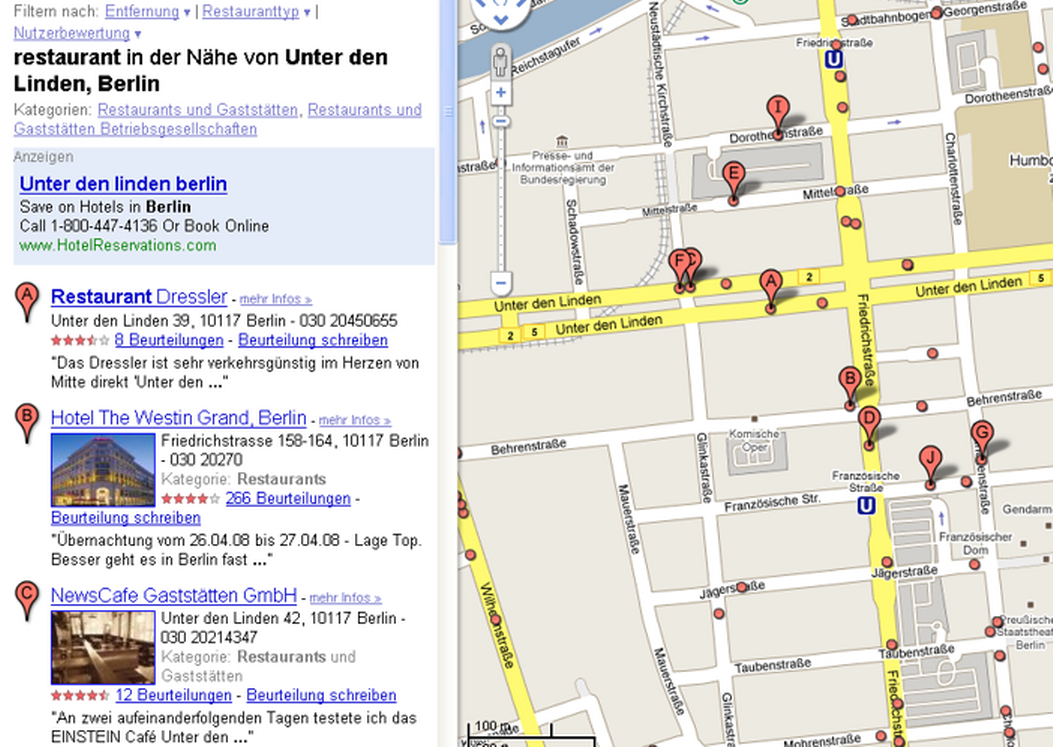 Filtern nach: Entfernung ▼ | Restauranttyp ▼ |
Nutzerbewertung ▼
restaurant in der Nähe von Unter den
Linden, Berlin
Kategorien: Restaurants und Gaststätten, Restaurants und
Gaststätten Betriebsgesellschaften
Anzeigen
Unter den linden berlin
Save on Hotels in Berlin
Call 1-800-447-4136 Or Book Online
www.HotelReservations.com
A
Restaurant Dressler - mehr Infos »
Unter den Linden 39, 10117 Berlin - 030 20450655
8 Beurteilungen - Beurteilung schreiben
"Das Dressler ist sehr verkehrsgünstig im Herzen von
Mitte direkt 'Unter den ..."
B
Hotel The Westin Grand, Berlin - mehr Infos »
Friedrichstrasse 158-164, 10117 Berlin
- 030 20270
Kategorie: Restaurants
266 Beurteilungen -
Beurteilung schreiben
"Übernachtung vom 26.04.08 bis 27.04.08 - Lage Top.
Besser geht es in Berlin fast ..."
C
NewsCafe Gaststätten GmbH - mehr Infos »
Unter den Linden 42, 10117 Berlin -
030 20214347
Kategorie: Restaurants und
Gaststätten
12 Beurteilungen - Beurteilung schreiben
"An zwei aufeinanderfolgenden Tagen testete ich das
EINSTEIN Café Unter den ..."
Reichstagufer
Neustädtische Kirchstraße
Stadtbahnbogen
Georgenstraße
Friedrichstraße
U
Dorotheenstraße
I
Dorotheenstraße
Presse- und
Informationsamt der
Bundesregierung
E
Mittelstraße
Mittelstraße
Charlottenstraße
Schadowstraße
F
C
A
2
5
Unter den Linden
Unter den Linden
Unter den Linden
2
5
Friedrichstraße
B
Behrenstraße
D
G
J
Behrenstraße
Komische
Oper
Glinkastraße
Französische
Straße
U
Französische Str.
Mauerstraße
Gendarm
Französischer
Dom
Jägerstraße
Jägerstraße
Wilhelmstraße
Preußische
Staatstheat
Berlin
Taubenstraße
Taubenstraße
Mauerstraße
Glinkast
Friedrichst
Mohrenstraße
100 m